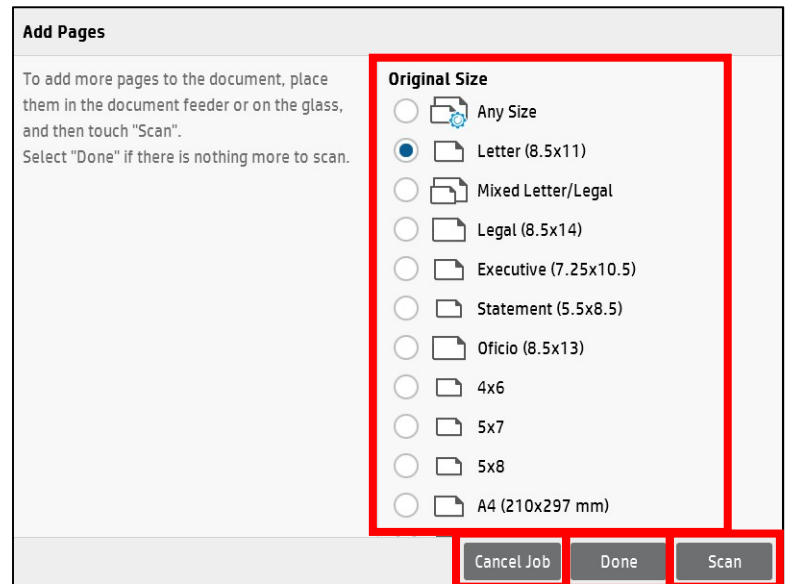 Add Pages
To add more pages to the document, place
them in the document feeder or on the glass,
and then touch "Scan".
Select "Done" if there is nothing more to scan.
Original Size
Any Size
Letter (8.5x11)
Mixed Letter/Legal
Legal (8.5x14)
Executive (7.25x10.5)
Statement (5.5x8.5)
Oficio (8.5x13)
4x6
5x7
5x8
A4 (210x297 mm)
Cancel Job
Done
Scan